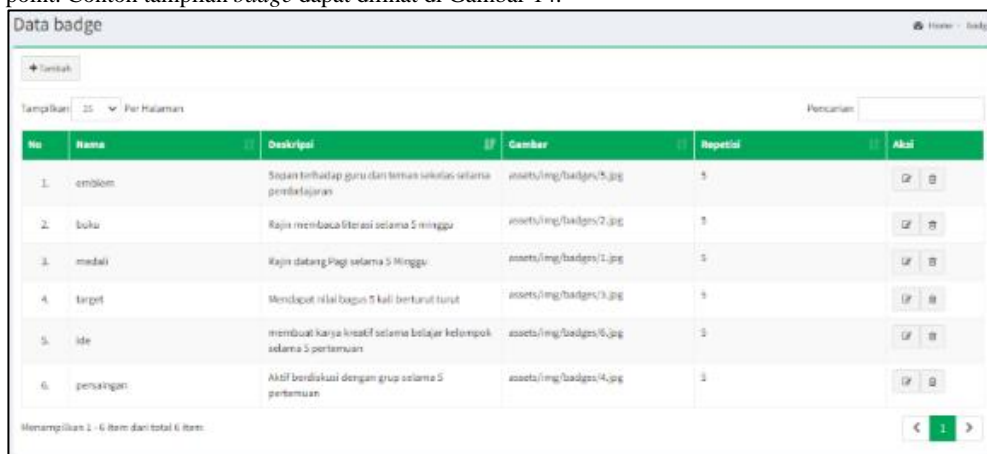 point. Contoh tampilan badge dapat dilihat di Gambar 14.
Data badge
Home - badg
+Tambah
Tampilkan 25 Per Halaman
Pencarian
No Nama Deskripsi Gambar Repetisi Aksi
1. emblem Sopan terhadap guru dan teman sekelas selama pembelajaran assets/img/badges/5.jpg 5
2. buku Rajin membaca literasi selama 5 minggu assets/img/badges/2.jpg 5
3. medali Rajin datang Pagi selama 5 Minggu assets/img/badges/1.jpg 5
4. target Mendapat nilai bagus 5 kali berturut turut assets/img/badges/3.jpg 5
5. ide membuat karya kreatif selama belajar kelompok selama 5 pertemuan assets/img/badges/6.jpg 5
6. persaingan Aktif berdiskusi dengan grup selama 5 pertemuan assets/img/badges/4.jpg 5
Menampilkan 1 - 6 item dari total 6 item
< 1 >